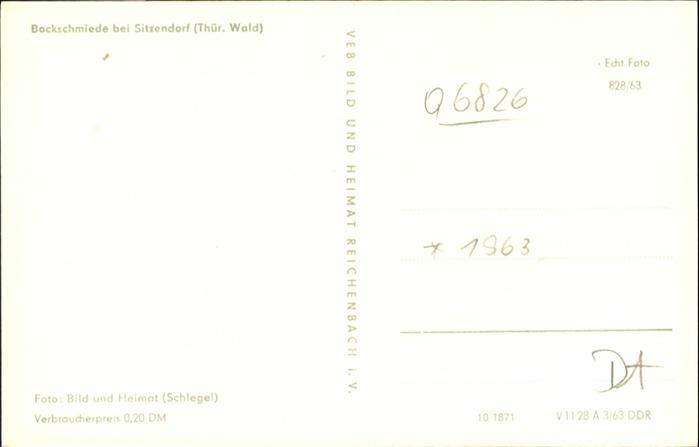 Bockschmiede bei Sitzendorf (Thür. Wald)
VEB BILD UND HEIMAT REICHENBACH i. V.
Echt Foto
828/63
Q6826
* 1963
DA
Foto: Bild und Heimat (Schlegel)
Verbraucherpreis 0,20 DM
10 1871
V 11 28 A 3/63 DDR